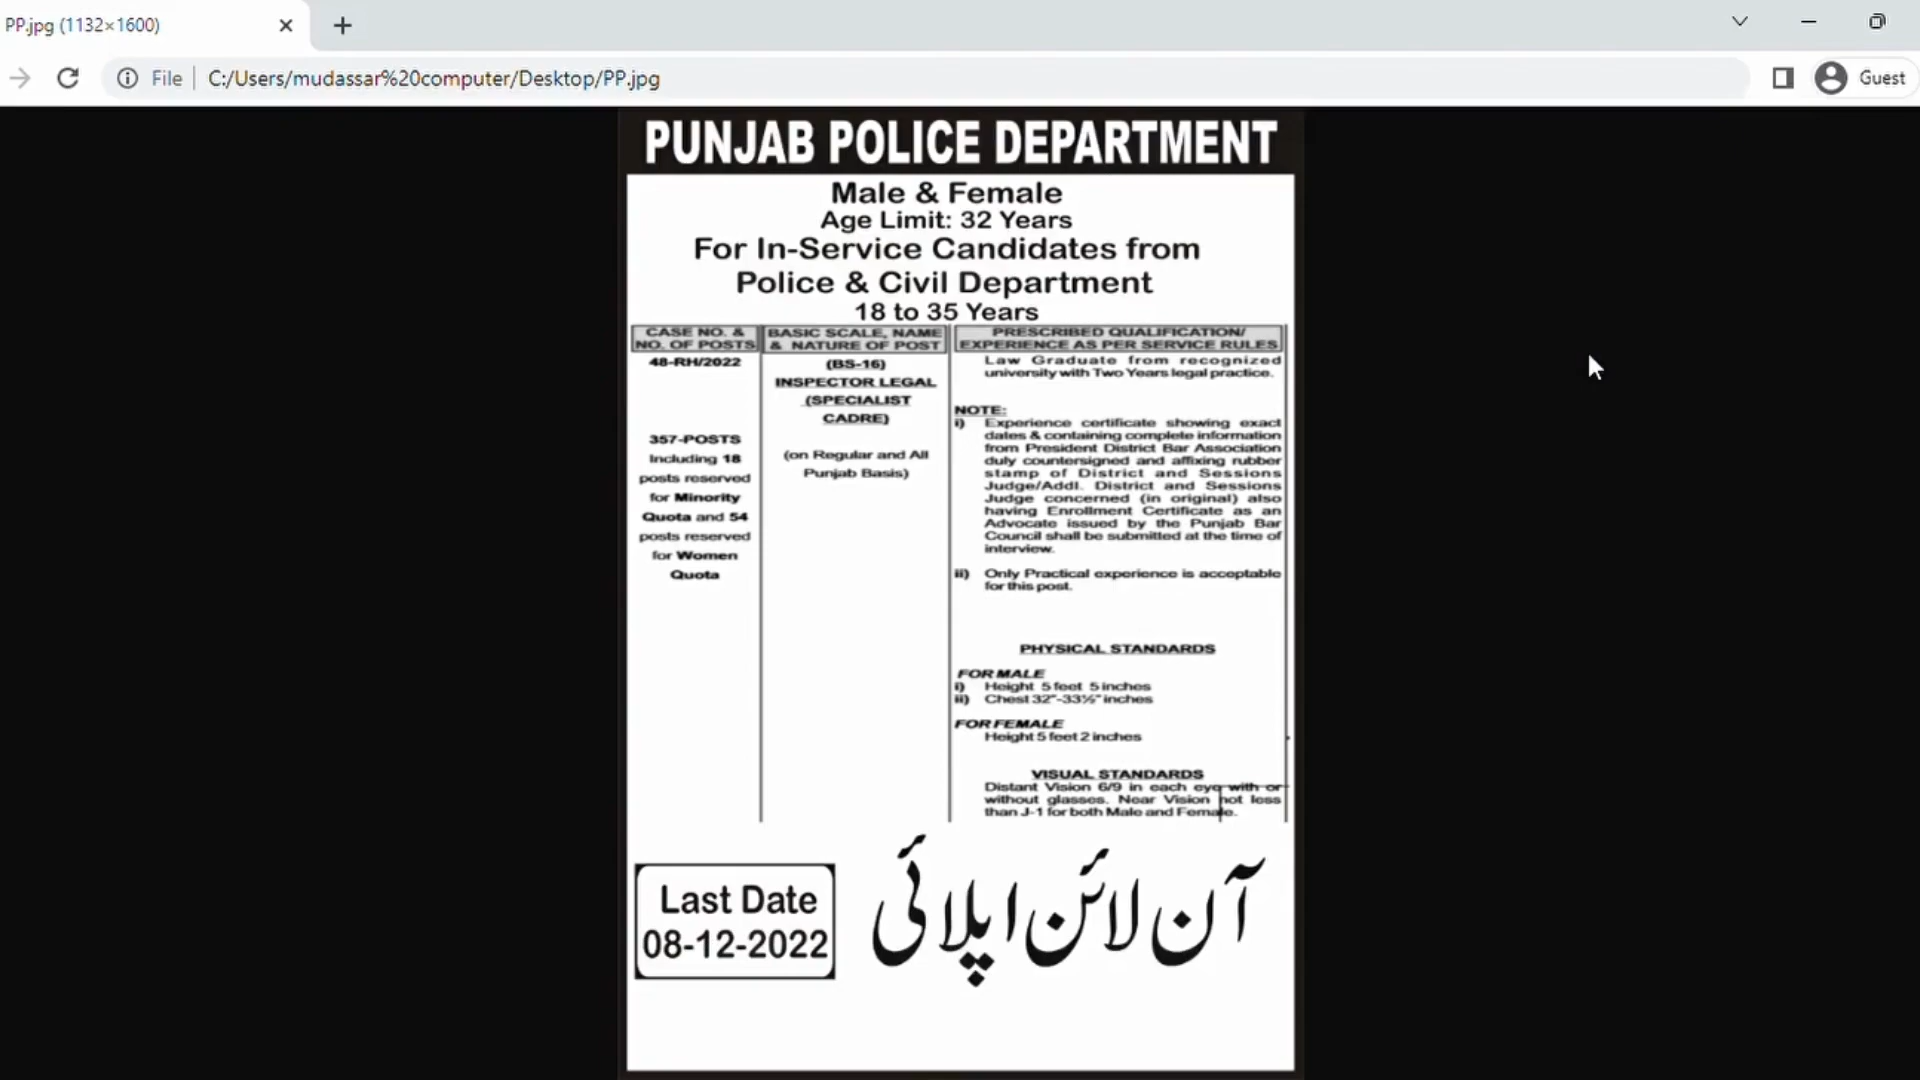 PP.jpg (1132×1600)
File
C:/Users/mudassar%20computer/Desktop/PP.jpg
Guest
PUNJAB POLICE DEPARTMENT
Male & Female
Age Limit: 32 Years
For In-Service Candidates from
Police & Civil Department
18 to 35 Years
CASE NO. &
NO. OF POSTS
48-RH/2022
357-POSTS
Including 18
posts reserved
for Minority
Quota and 54
posts reserved
for Women
Quota
BASIC SCALE, NAME
& NATURE OF POST
(BS-16)
INSPECTOR LEGAL
(SPECIALIST
CADRE)
(on Regular and All
Punjab Basis)
PRESCRIBED QUALIFICATION/
EXPERIENCE AS PER SERVICE RULES
Law Graduate from recognized
university with Two Years legal practice.
NOTE:
i) Experience certificate showing exact
dates & containing complete information
from President District Bar Association
duly countersigned and affixing rubber
stamp of District and Sessions
Judge/Addl. District and Sessions
Judge concerned (in original) also
having Enrollment Certificate as an
Advocate issued by the Punjab Bar
Council shall be submitted at the time of
interview.
ii) Only Practical experience is acceptable
for this post.
PHYSICAL STANDARDS
FOR MALE
i) Height 5 feet 5 inches
ii) Chest 32"-33½" inches
FOR FEMALE
Height 5 feet 2 inches
VISUAL STANDARDS
Distant Vision 6/9 in each eye with or
without glasses. Near Vision not less
than J-1 for both Male and Female.
Last Date
08-12-2022
آن لائن اپلائی